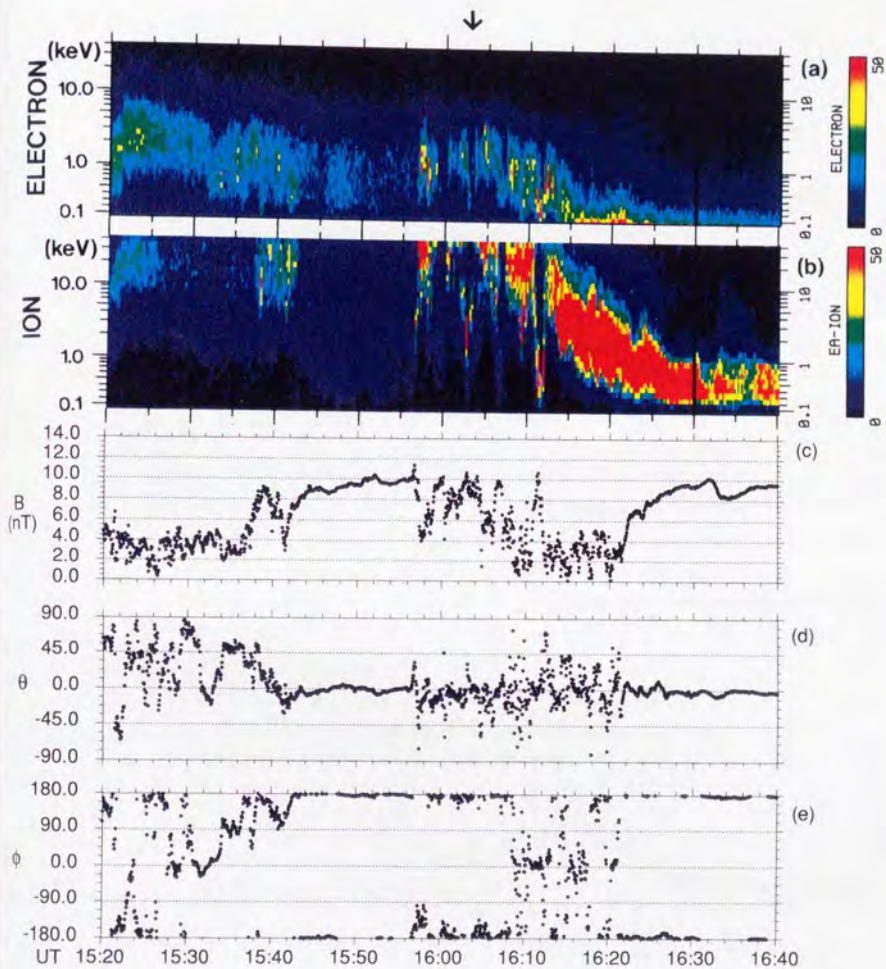 (keV)
ELECTRON
10.0
1.0
0.1
10
1
0.1
(a)
ELECTRON
50
0
(keV)
ION
10.0
1.0
0.1
10
1
0.1
(b)
EA-ION
50
0
14.0
12.0
10.0
8.0
6.0
4.0
2.0
0.0
B
(nT)
(c)
90.0
45.0
0.0
-45.0
-90.0
θ
(d)
180.0
90.0
0.0
-90.0
-180.0
ϕ
(e)
UT 15:20 15:30 15:40 15:50 16:00 16:10 16:20 16:30 16:40